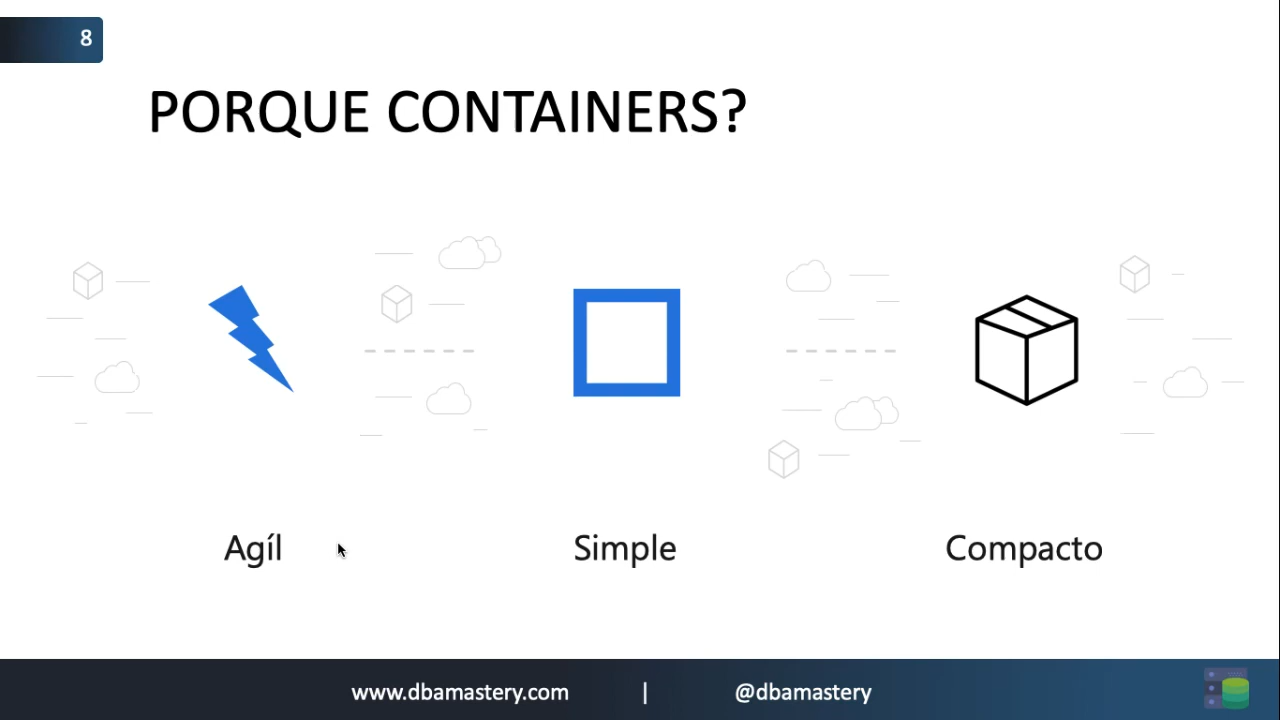 8
PORQUE CONTAINERS?
Agíl
Simple
Compacto
www.dbamastery.com | @dbamastery